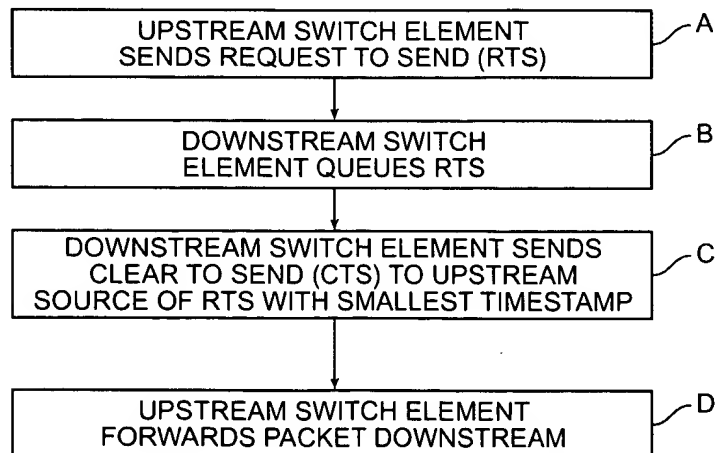 UPSTREAM SWITCH ELEMENT
SENDS REQUEST TO SEND (RTS)
A
DOWNSTREAM SWITCH
ELEMENT QUEUES RTS
B
DOWNSTREAM SWITCH ELEMENT SENDS
CLEAR TO SEND (CTS) TO UPSTREAM
SOURCE OF RTS WITH SMALLEST TIMESTAMP
C
UPSTREAM SWITCH ELEMENT
FORWARDS PACKET DOWNSTREAM
D